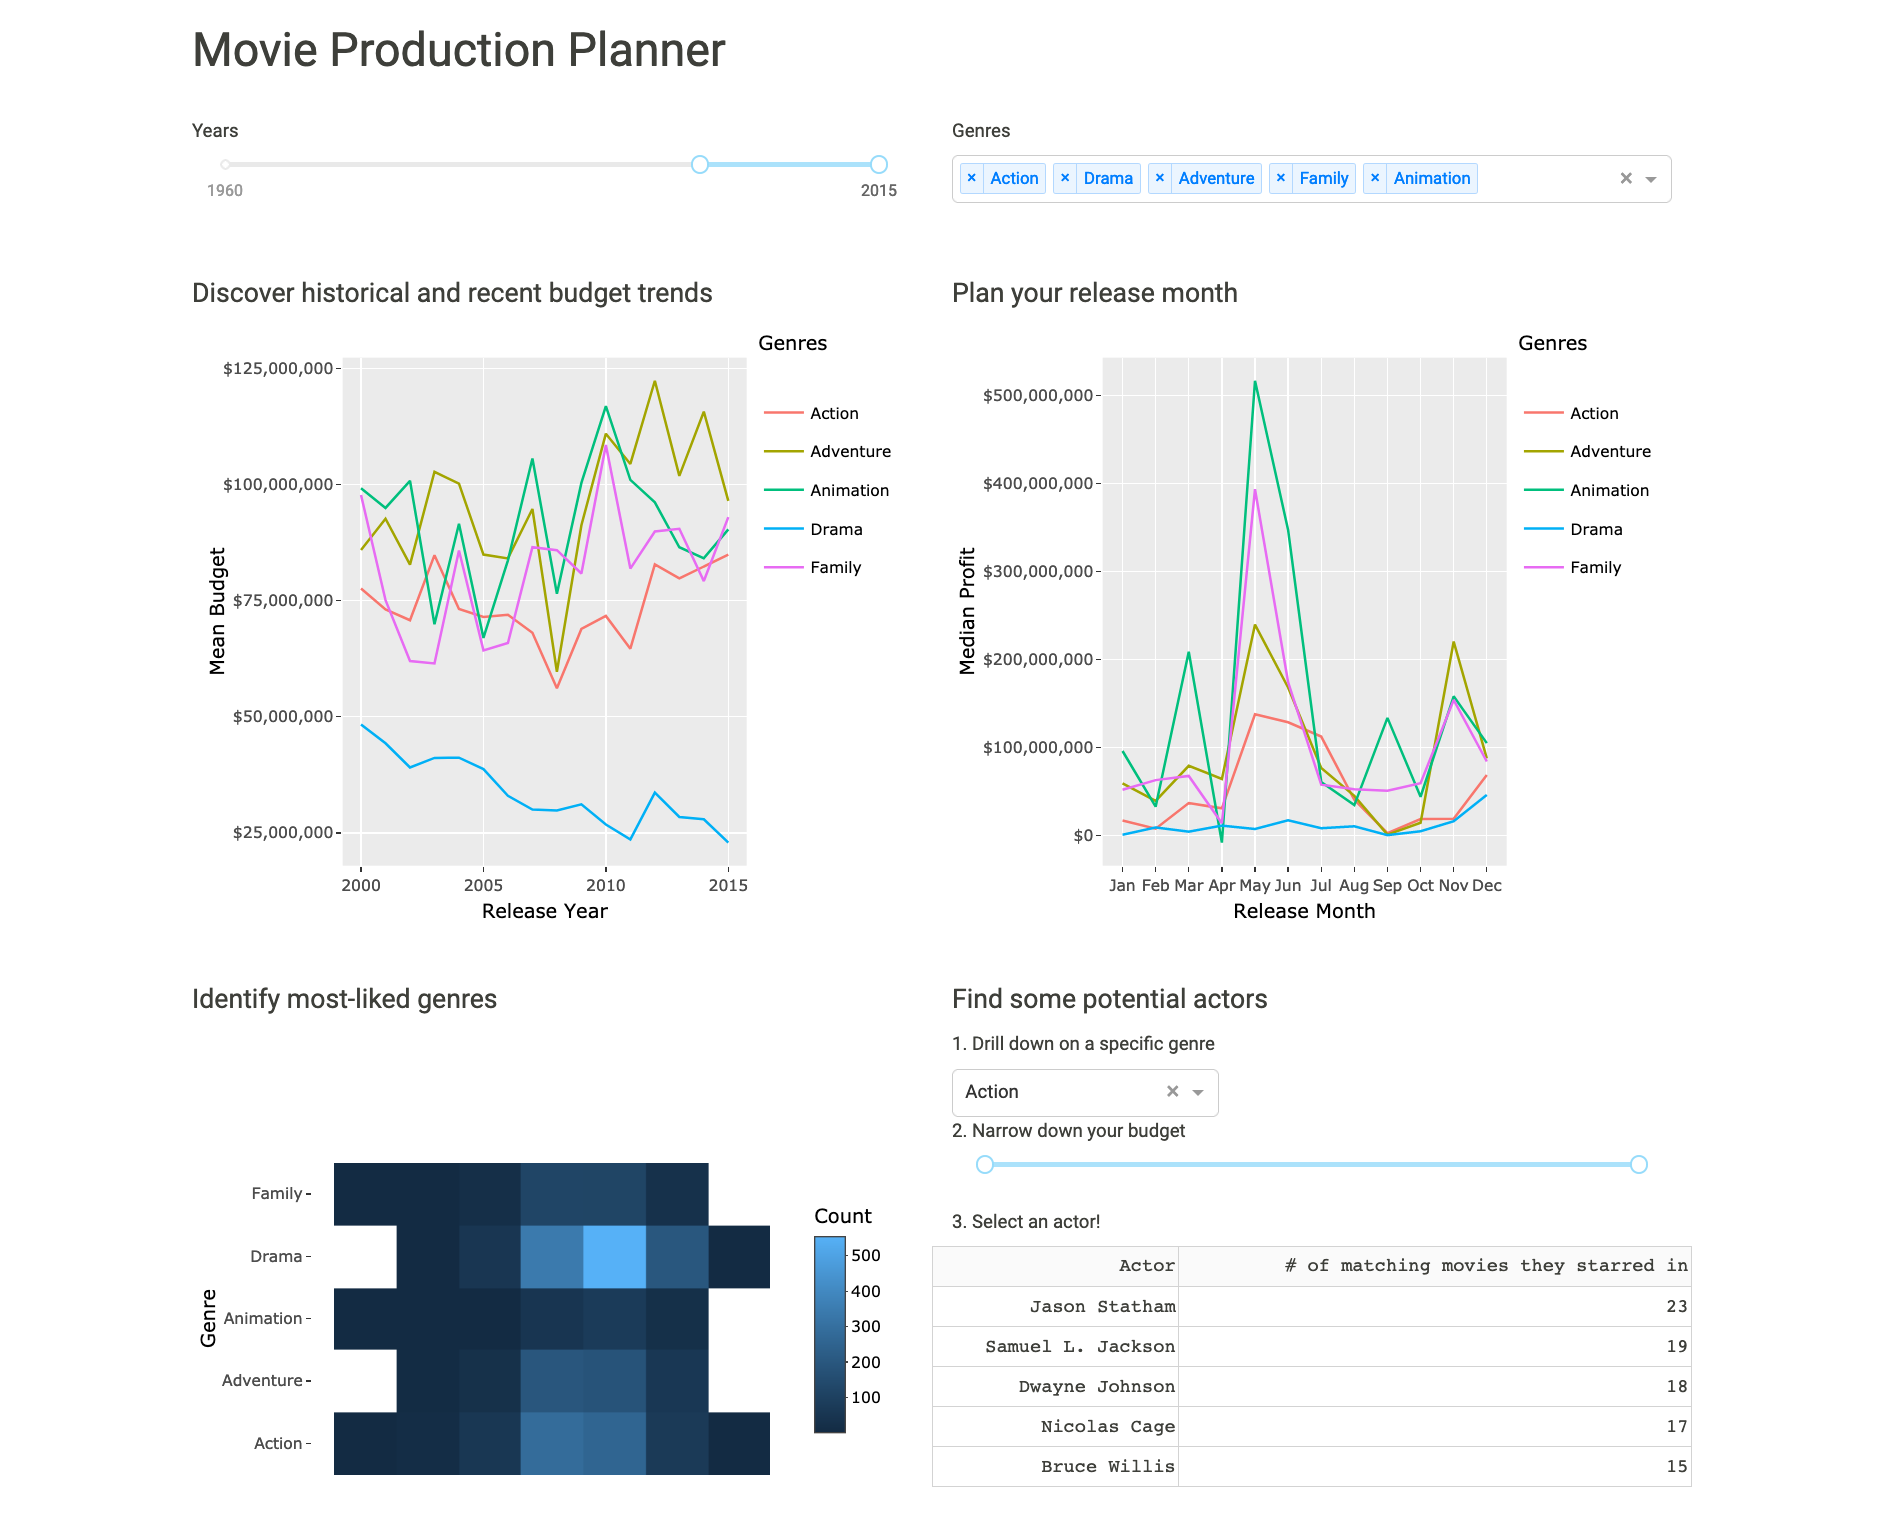 Movie Production Planner
Years
1960
2015
Genres
× Action × Drama × Adventure × Family × Animation ×
Discover historical and recent budget trends
Genres
Action
Adventure
Animation
Drama
Family
Mean Budget
$125,000,000
$100,000,000
$75,000,000
$50,000,000
$25,000,000
2000 2005 2010 2015
Release Year
Plan your release month
Genres
Action
Adventure
Animation
Drama
Family
Median Profit
$500,000,000
$400,000,000
$300,000,000
$200,000,000
$100,000,000
$0
Jan Feb Mar Apr May Jun Jul Aug Sep Oct Nov Dec
Release Month
Identify most-liked genres
Genre
Family
Drama
Animation
Adventure
Action
Count
500
400
300
200
100
Find some potential actors
1. Drill down on a specific genre
Action ×
2. Narrow down your budget
3. Select an actor!
Actor # of matching movies they starred in
Jason Statham 23
Samuel L. Jackson 19
Dwayne Johnson 18
Nicolas Cage 17
Bruce Willis 15